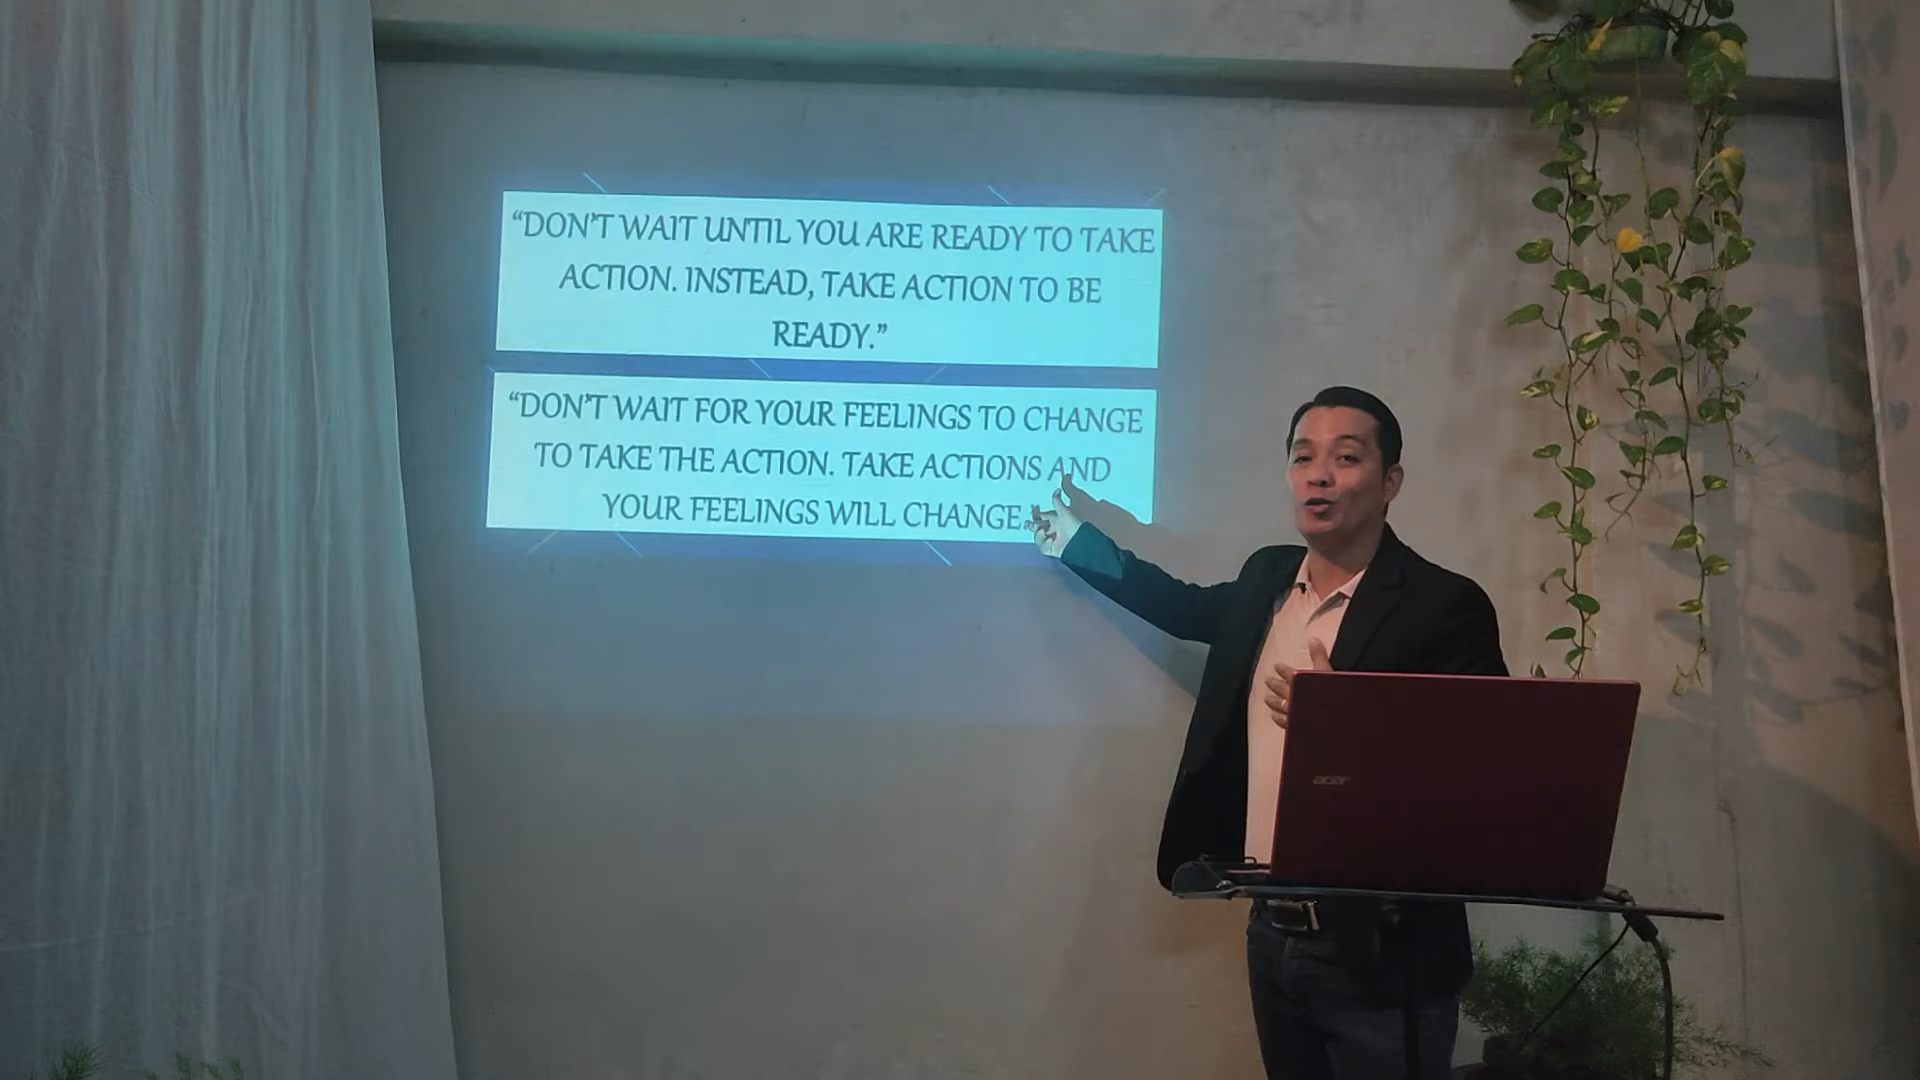 “DON’T WAIT UNTIL YOU ARE READY TO TAKE
ACTION. INSTEAD, TAKE ACTION TO BE
READY.”
“DON’T WAIT FOR YOUR FEELINGS TO CHANGE
TO TAKE THE ACTION. TAKE ACTIONS AND
YOUR FEELINGS WILL CHANGE.
acer